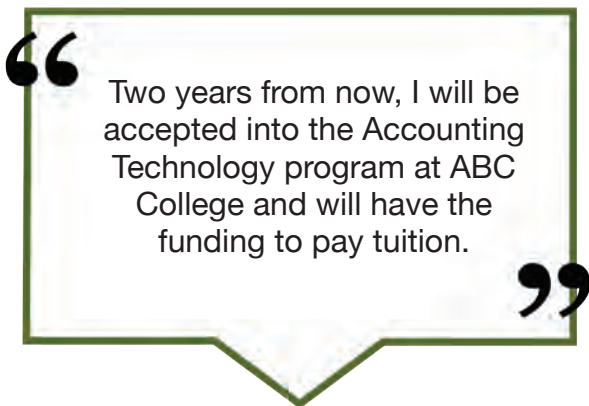 “
Two years from now, I will be
accepted into the Accounting
Technology program at ABC
College and will have the
funding to pay tuition.
”